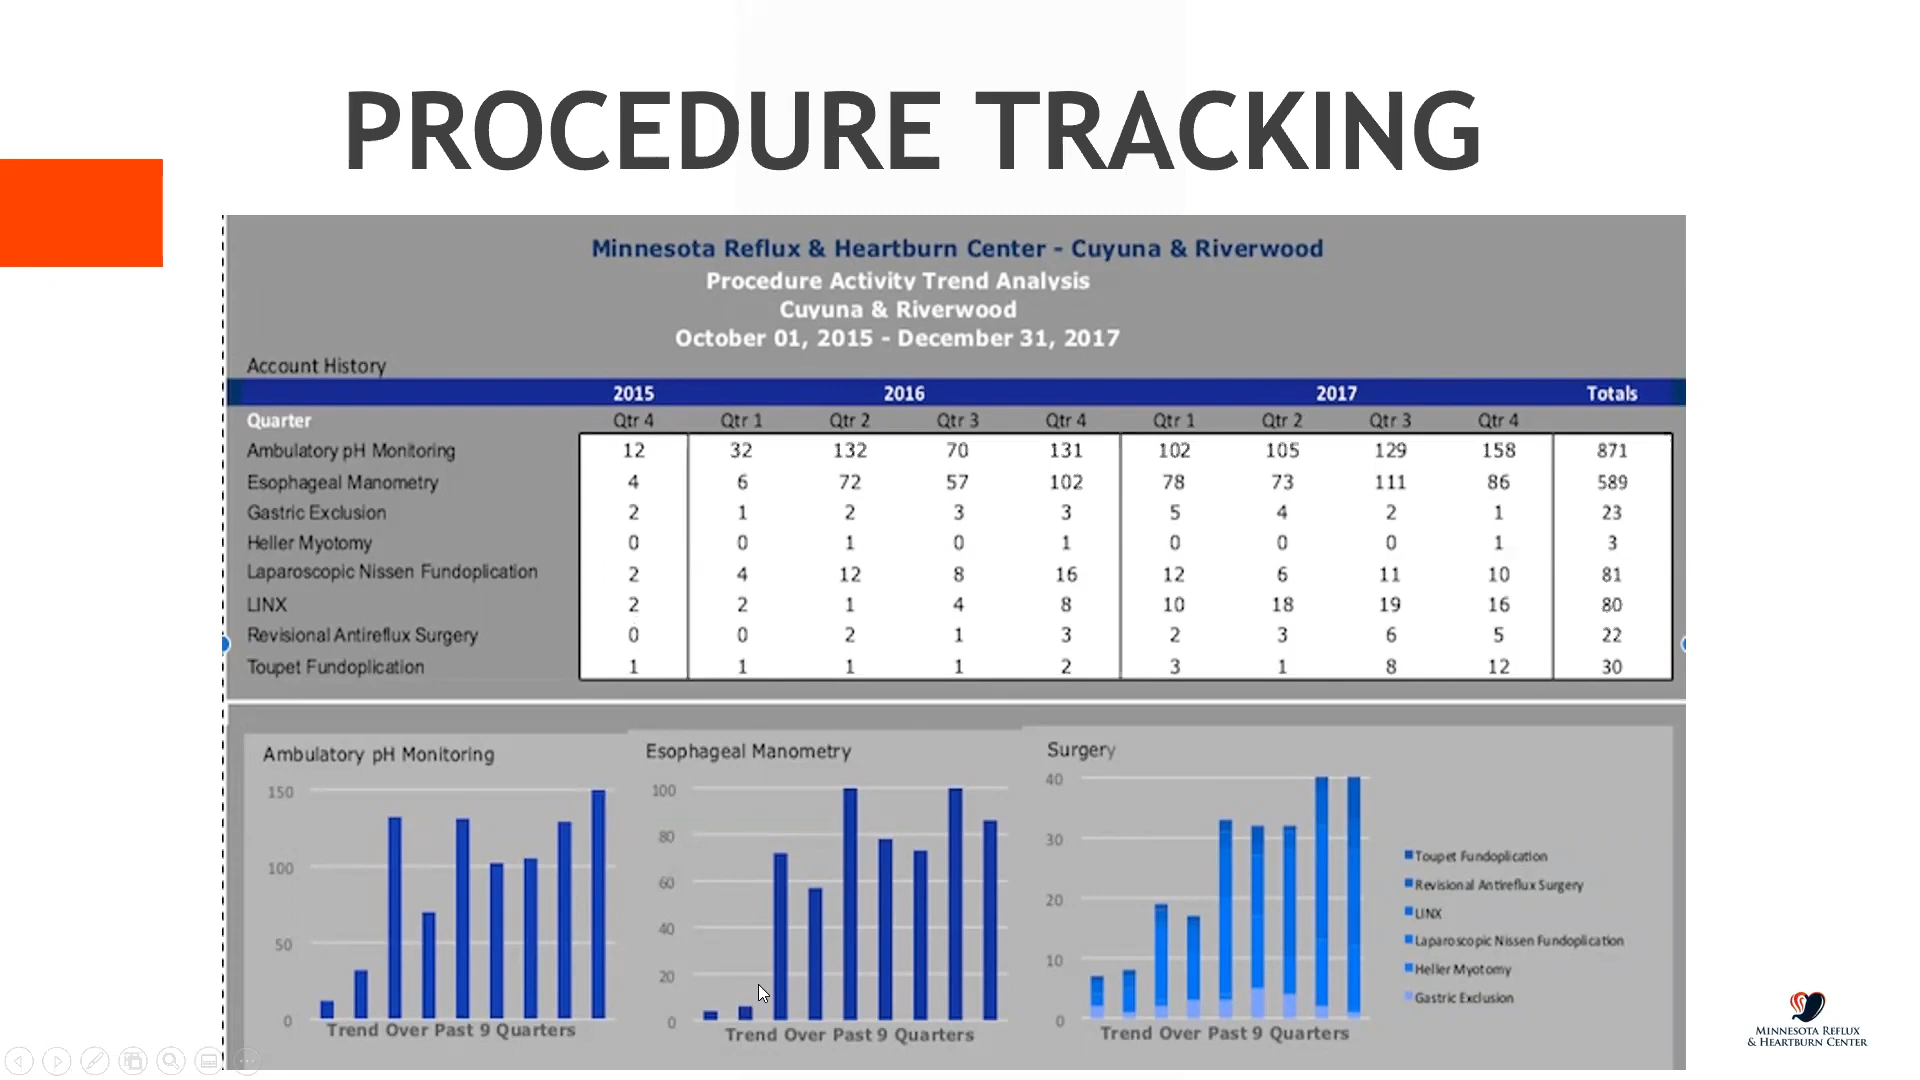 PROCEDURE TRACKING
Minnesota Reflux & Heartburn Center - Cuyuna & Riverwood
Procedure Activity Trend Analysis
Cuyuna & Riverwood
October 01, 2015 - December 31, 2017
Account History
2015 2016 2017 Totals
Quarter Qtr 4 Qtr 1 Qtr 2 Qtr 3 Qtr 4 Qtr 1 Qtr 2 Qtr 3 Qtr 4
Ambulatory pH Monitoring 12 32 132 70 131 102 105 129 158 871
Esophageal Manometry 4 6 72 57 102 78 73 111 86 589
Gastric Exclusion 2 1 2 3 3 5 4 2 1 23
Heller Myotomy 0 0 1 0 1 0 0 0 1 3
Laparoscopic Nissen Fundoplication 2 4 12 8 16 12 6 11 10 81
LINX 2 2 1 4 8 10 18 19 16 80
Revisional Antireflux Surgery 0 0 2 1 3 2 3 6 5 22
Toupet Fundoplication 1 1 1 1 2 3 1 8 12 30
Ambulatory pH Monitoring
150
100
50
0
Trend Over Past 9 Quarters
Esophageal Manometry
100
80
60
40
20
0
Trend Over Past 9 Quarters
Surgery
40
30
20
10
0
Trend Over Past 9 Quarters
Toupet Fundoplication
Revisional Antireflux Surgery
LINX
Laparoscopic Nissen Fundoplication
Heller Myotomy
Gastric Exclusion
MINNESOTA REFLUX
& HEARTBURN CENTER